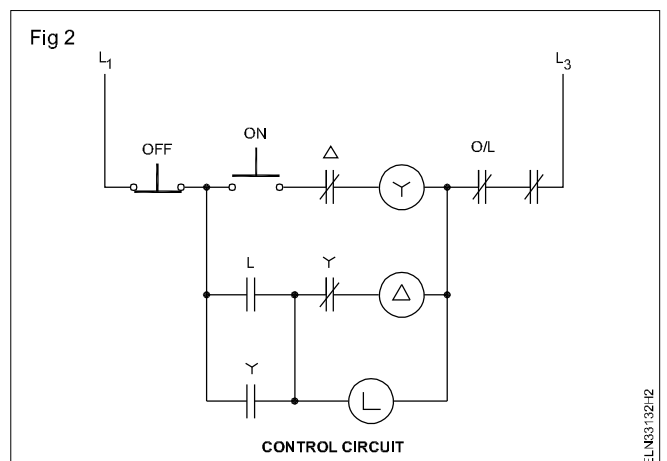 Fig 2
L1
L3
OFF
ON
△
O/L
Y
L
Y
△
Y
L
CONTROL CIRCUIT
ELN33132H2